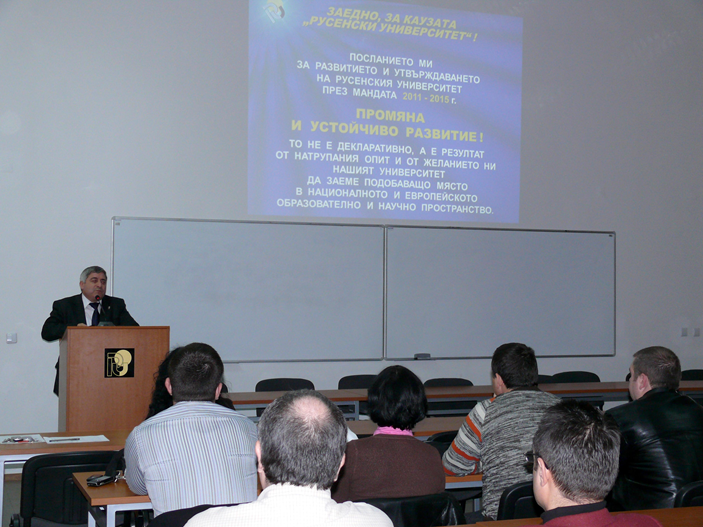 ЗАЕДНО, ЗА КАУЗАТА
„РУСЕНСКИ УНИВЕРСИТЕТ“!
ПОСЛАНИЕТО МИ
ЗА РАЗВИТИЕТО И УТВЪРЖДАВАНЕТО
НА РУСЕНСКИЯ УНИВЕРСИТЕТ
ПРЕЗ МАНДАТА 2011 - 2015 г.
ПРОМЯНА
И УСТОЙЧИВО РАЗВИТИЕ!
ТО НЕ Е ДЕКЛАРАТИВНО, А Е РЕЗУЛТАТ
ОТ НАТРУПАНИЯ ОПИТ И ОТ ЖЕЛАНИЕТО НИ
НАШИЯТ УНИВЕРСИТЕТ
ДА ЗАЕМЕ ПОДОБАВАЩО МЯСТО
В НАЦИОНАЛНОТО И ЕВРОПЕЙСКОТО
ОБРАЗОВАТЕЛНО И НАУЧНО ПРОСТРАНСТВО.